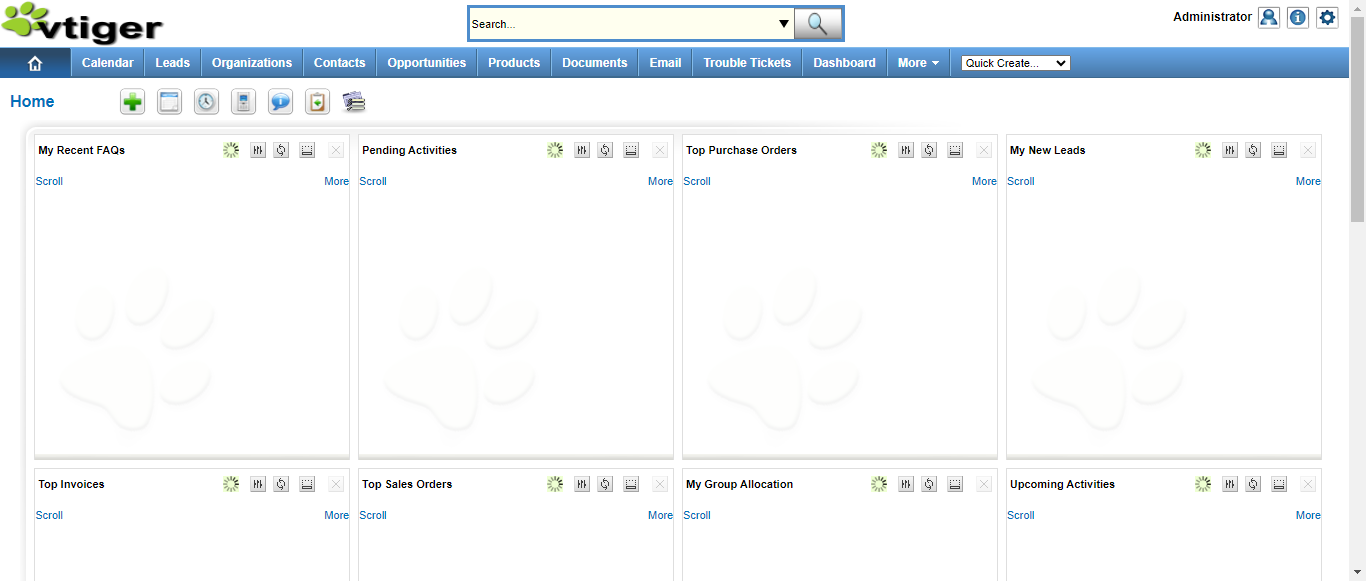 vtiger
Search...
Administrator
Calendar Leads Organizations Contacts Opportunities Products Documents Email Trouble Tickets Dashboard More Quick Create...
Home
My Recent FAQs
Scroll More
Pending Activities
Scroll More
Top Purchase Orders
Scroll More
My New Leads
Scroll More
Top Invoices
Scroll More
Top Sales Orders
Scroll More
My Group Allocation
Scroll
Upcoming Activities
Scroll More